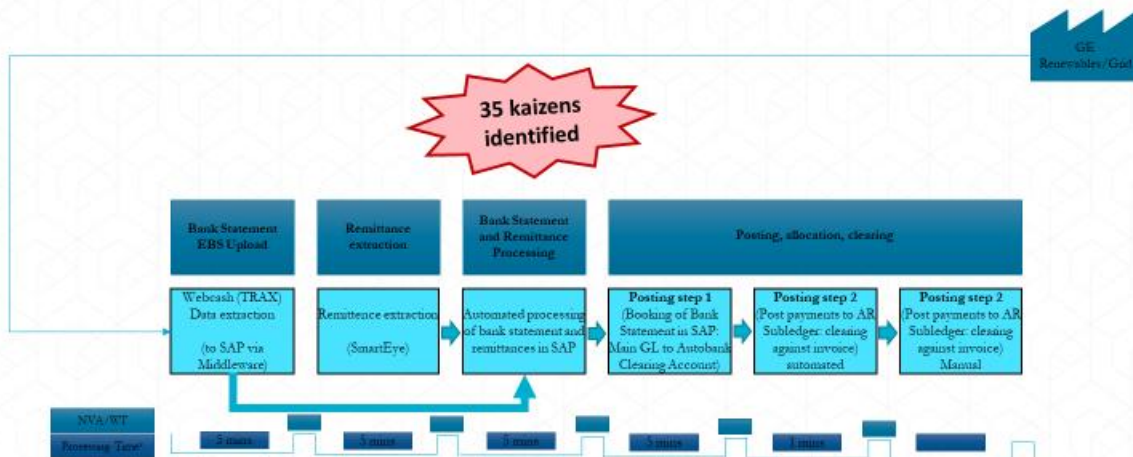 GE
Renewables/Grid
35 kaizens
identified
Bank Statement
EBS Upload
Remittance
extraction
Bank Statement
and Remittance
Processing
Posting, allocation, clearing
Webcash (TRAX)
Data extraction
(to SAP via
Middleware)
Remittence extraction
(SmartEye)
Automated processing
of bank statement and
remittances in SAP
Posting step 1
(Booking of Bank
Statement in SAP:
Main GL to Autobank
Clearing Account)
Posting step 2
(Post payments to AR
Subledger: clearing
against invoice)
automated
Posting step 2
(Post payments to AR
Subledger: clearing
against invoice)
Manual
NVA/WT
Processing Time*
5 mins
5 mins
5 mins
1 mins